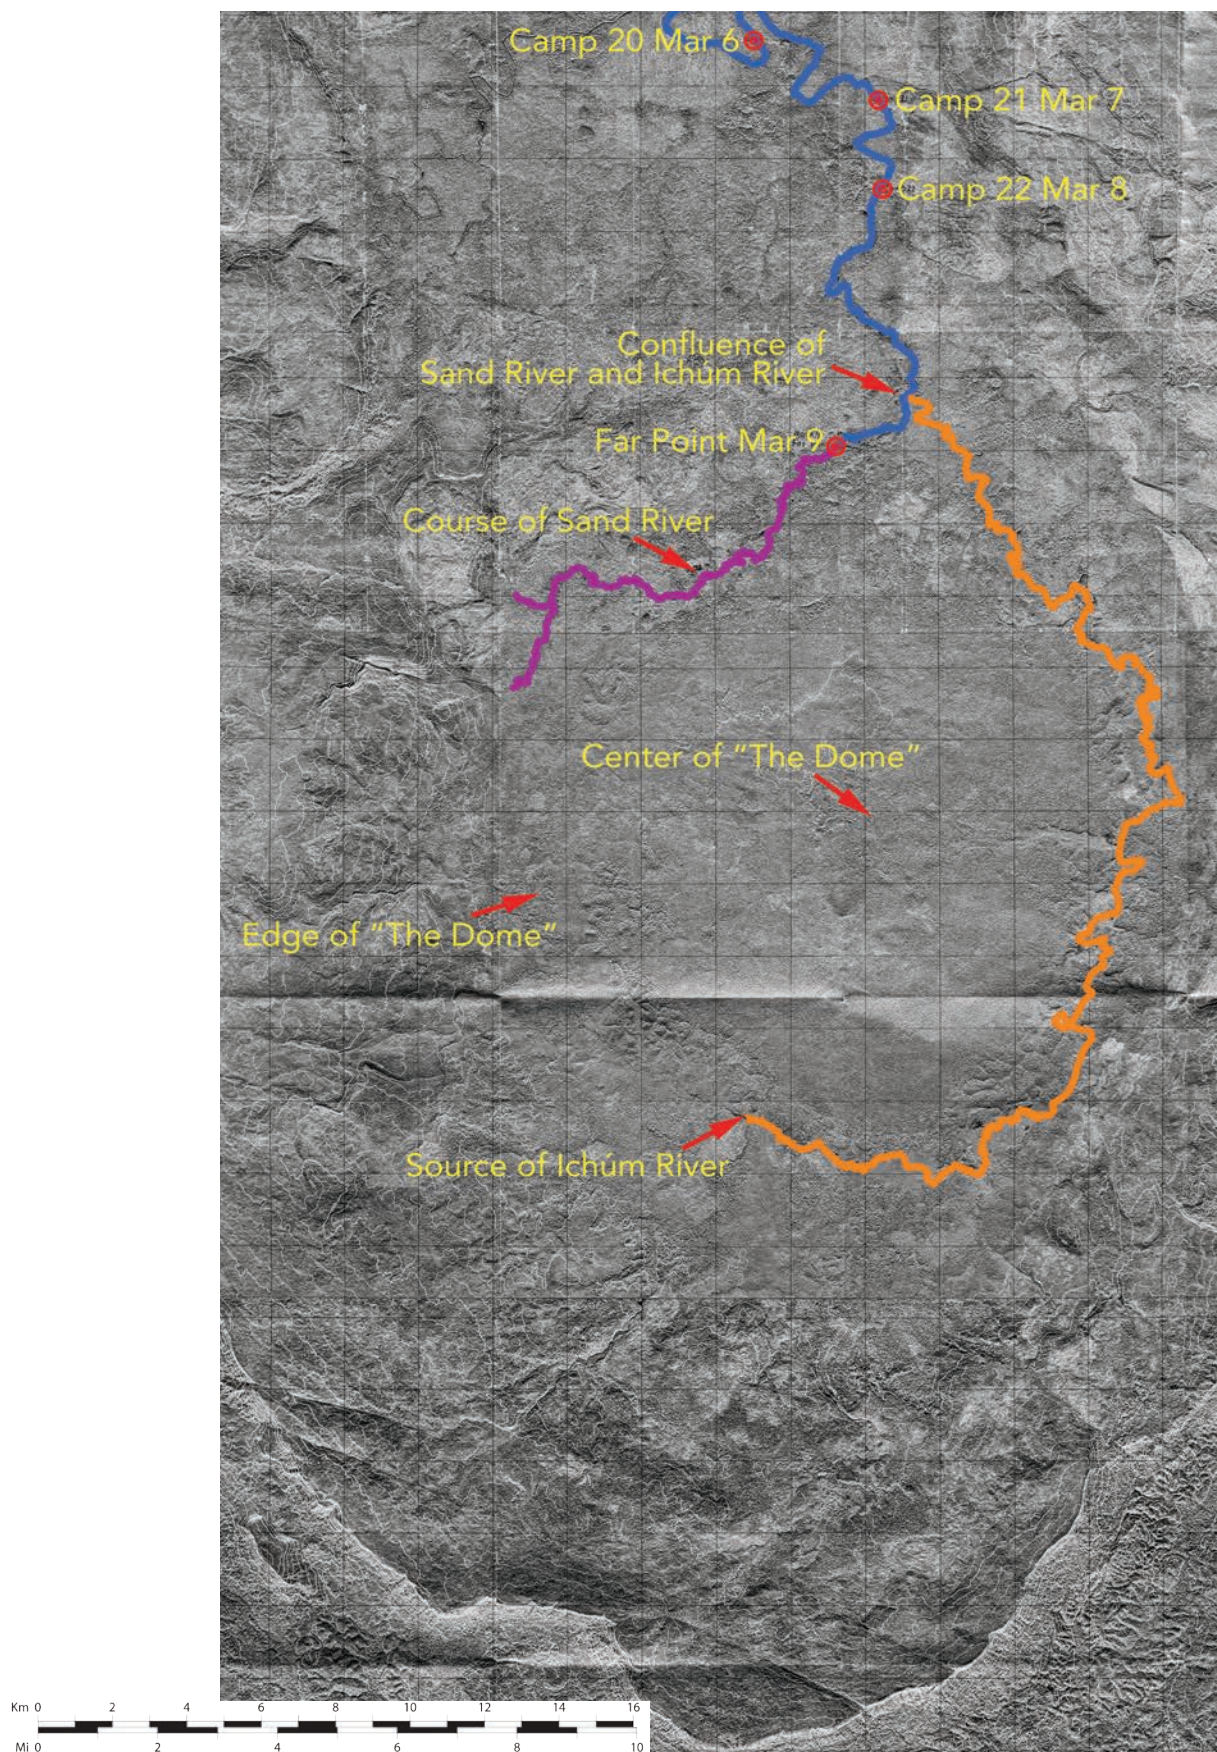 Camp 20 Mar 6
Camp 21 Mar 7
Camp 22 Mar 8
Confluence of
Sand River and Ichúm River
Far Point Mar 9
Course of Sand River
Center of “The Dome”
Edge of “The Dome”
Source of Ichúm River
Km 0 2 4 6 8 10 12 14 16
Mi 0 2 4 6 8 10